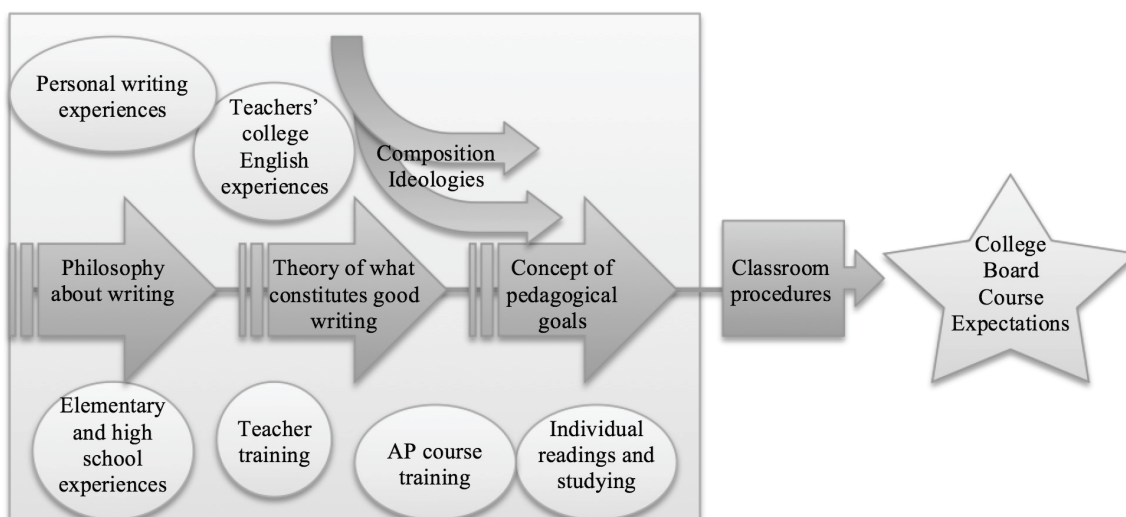 Personal writing
experiences
Teachers’
college
English
experiences
Composition
Ideologies
Philosophy
about writing
Theory of what
constitutes good
writing
Concept of
pedagogical
goals
Classroom
procedures
College
Board
Course
Expectations
Elementary
and high
school
experiences
Teacher
training
AP course
training
Individual
readings and
studying